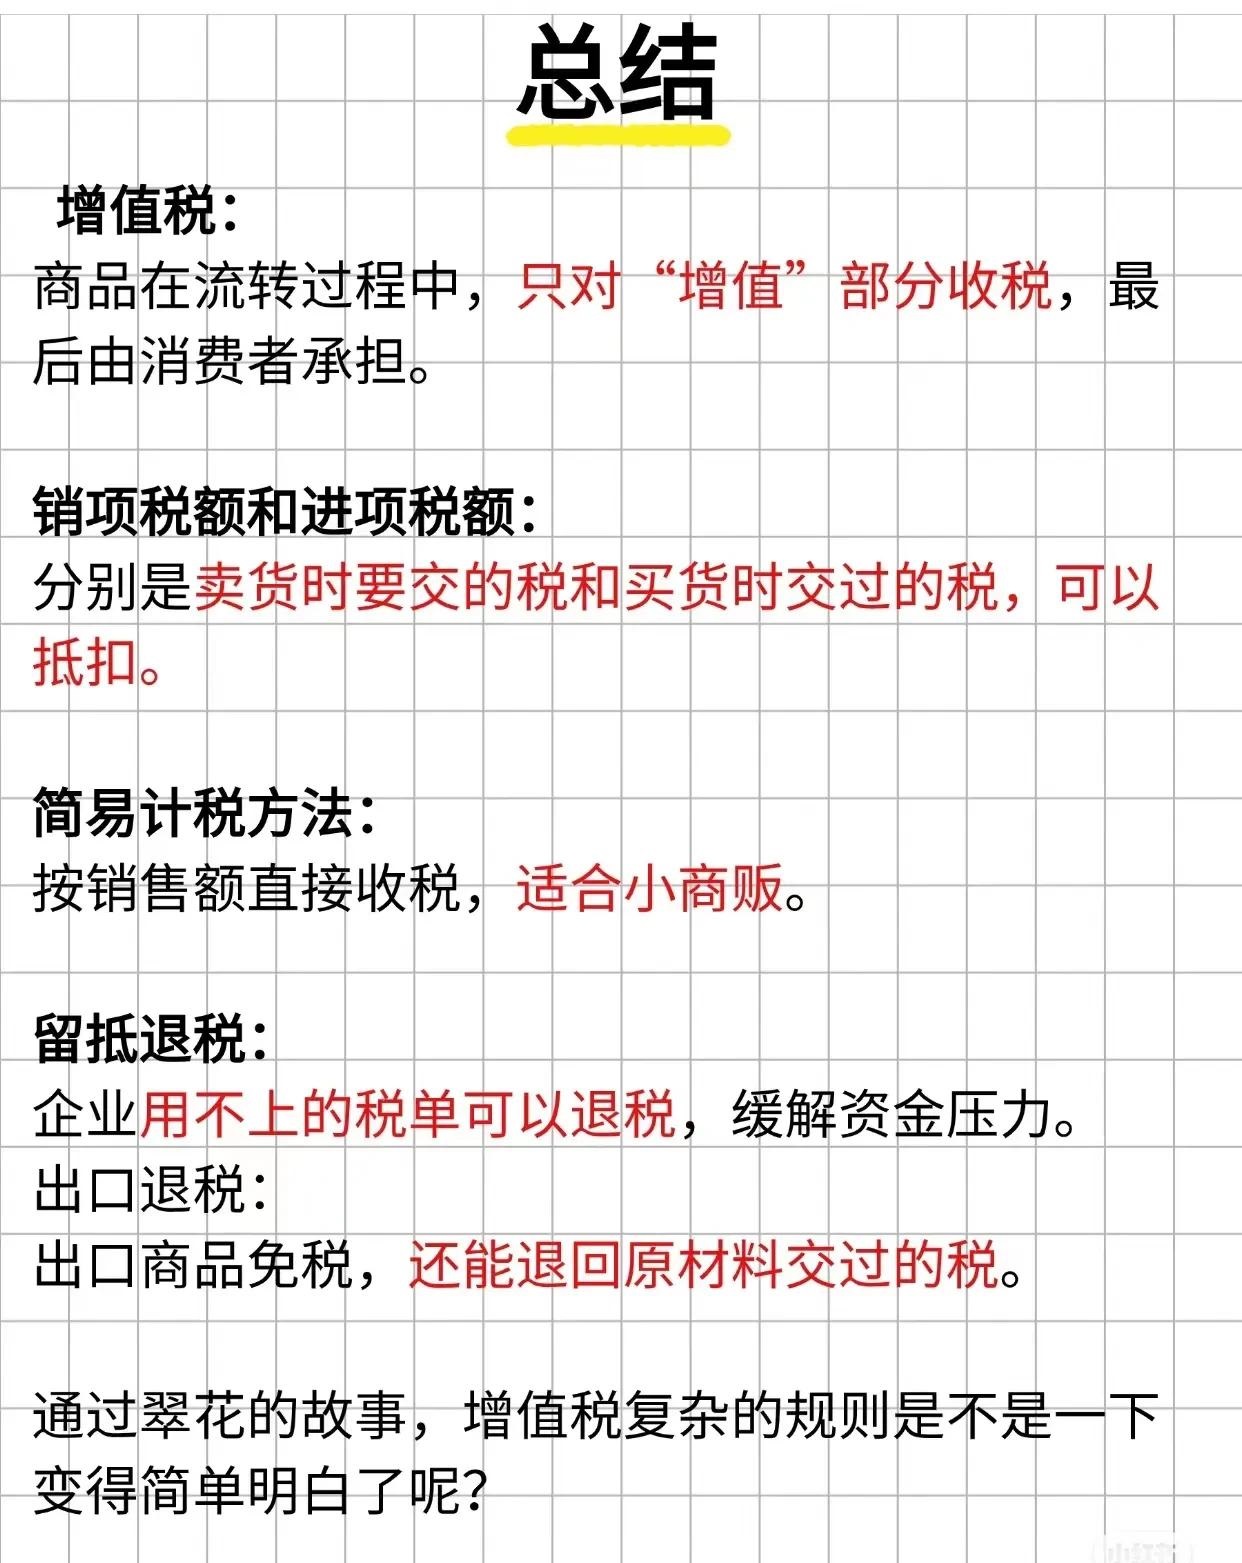 总结
增值税：
商品在流转过程中，只对“增值”部分收税，最
后由消费者承担。
销项税额和进项税额：
分别是卖货时要交的税和买货时交过的税，可以
抵扣。
简易计税方法：
按销售额直接收税，适合小商贩。
留抵退税：
企业用不上的税单可以退税，缓解资金压力。
出口退税：
出口商品免税，还能退回原材料交过的税。
通过翠花的故事，增值税复杂的规则是不是一下
变得简单明白了呢？
小红书